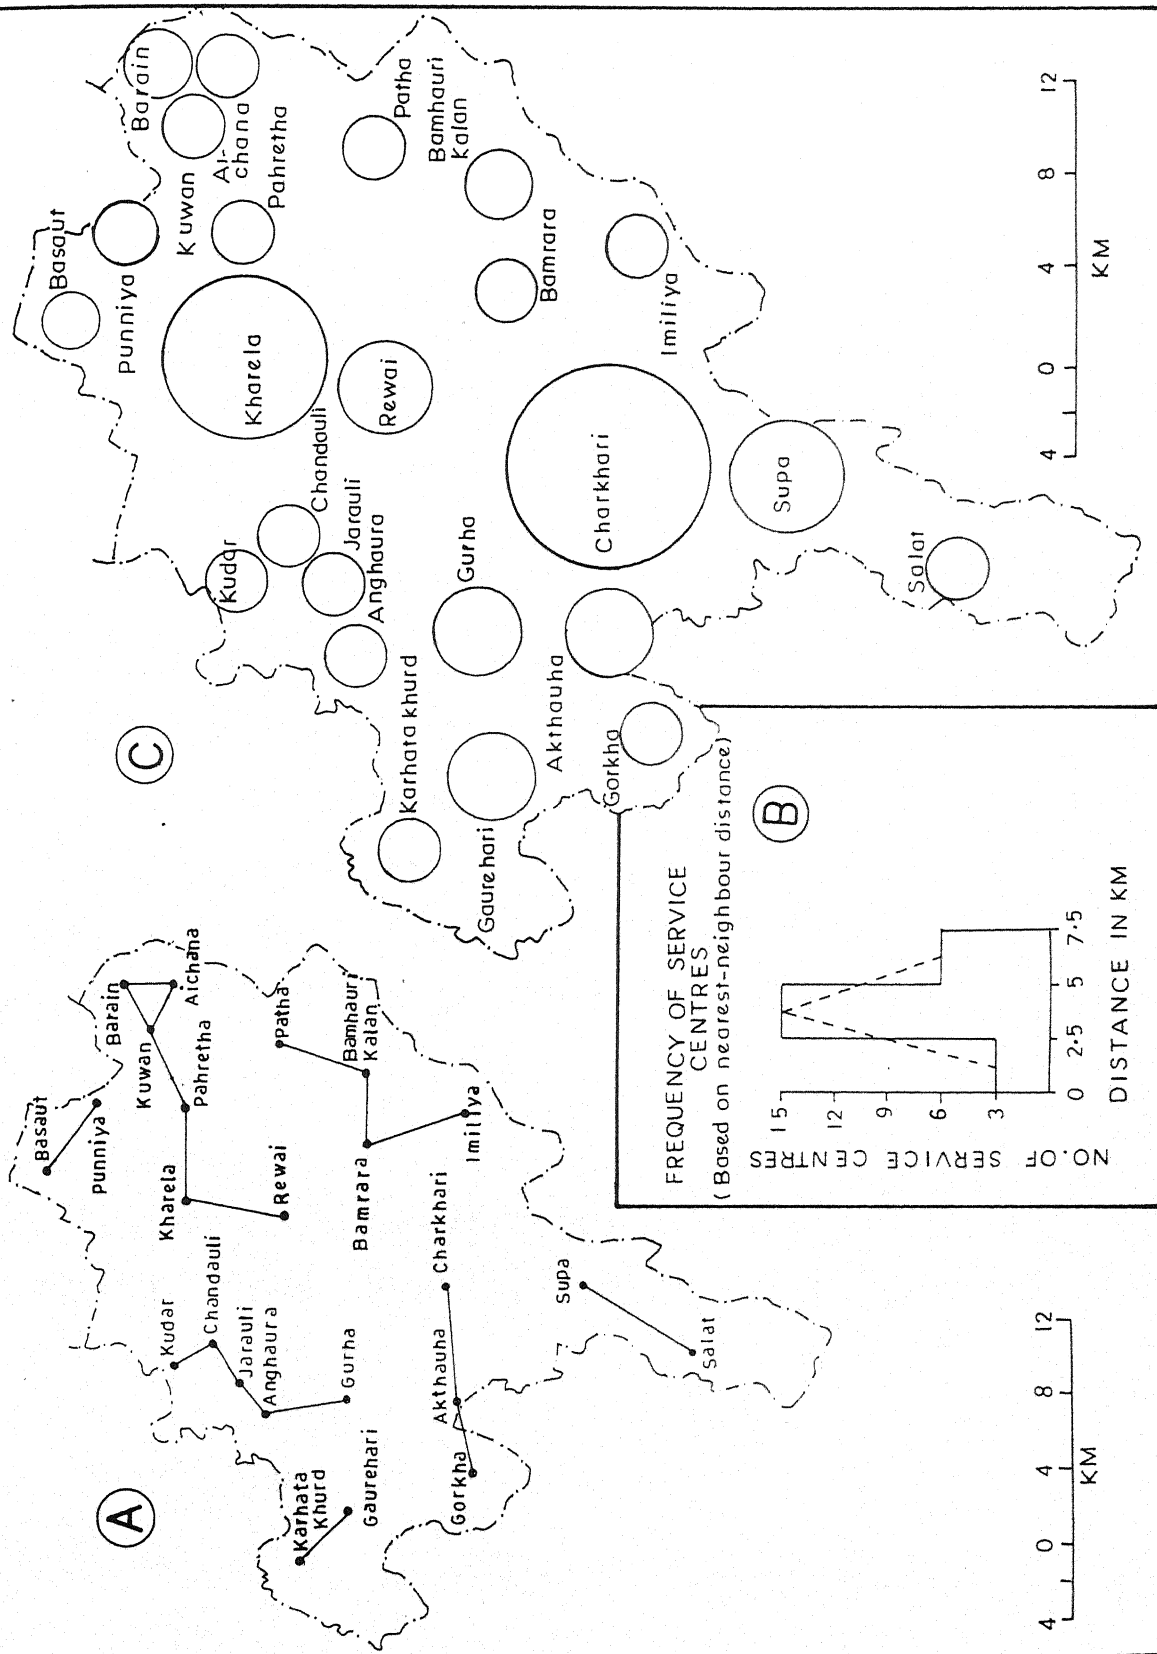 A
Basaut
Punniya
Barain
Kuwan
Alchana
Pahretha
Kharela
Rewai
Patha
Bamhauri
Kalan
Bamrara
Imiliya
Kudar
Chandauli
Jarauli
Anghaura
Gurha
Karhata
Khurd
Gaurehari
Charkhari
Akthauha
Gorkha
Supa
Salat
4 0 4 8 12
KM
C
Basaut
Punniya
Barain
Kuwan
Al-
chana
Pahretha
Kharela
Rewai
Patha
Bamhauri
Kalan
Bamrara
Imiliya
Kudar
Chandauli
Jarauli
Anghaura
Gurha
Karhata khurd
Gaurehari
Akthauha
Gorkha
Charkhari
Supa
Salat
4 0 4 8 12
KM
FREQUENCY OF SERVICE
CENTRES
(Based on nearest-neighbour distance)
B
NO. OF SERVICE CENTRES
15
12
9
6
3
0 2·5 5 7·5
DISTANCE IN KM